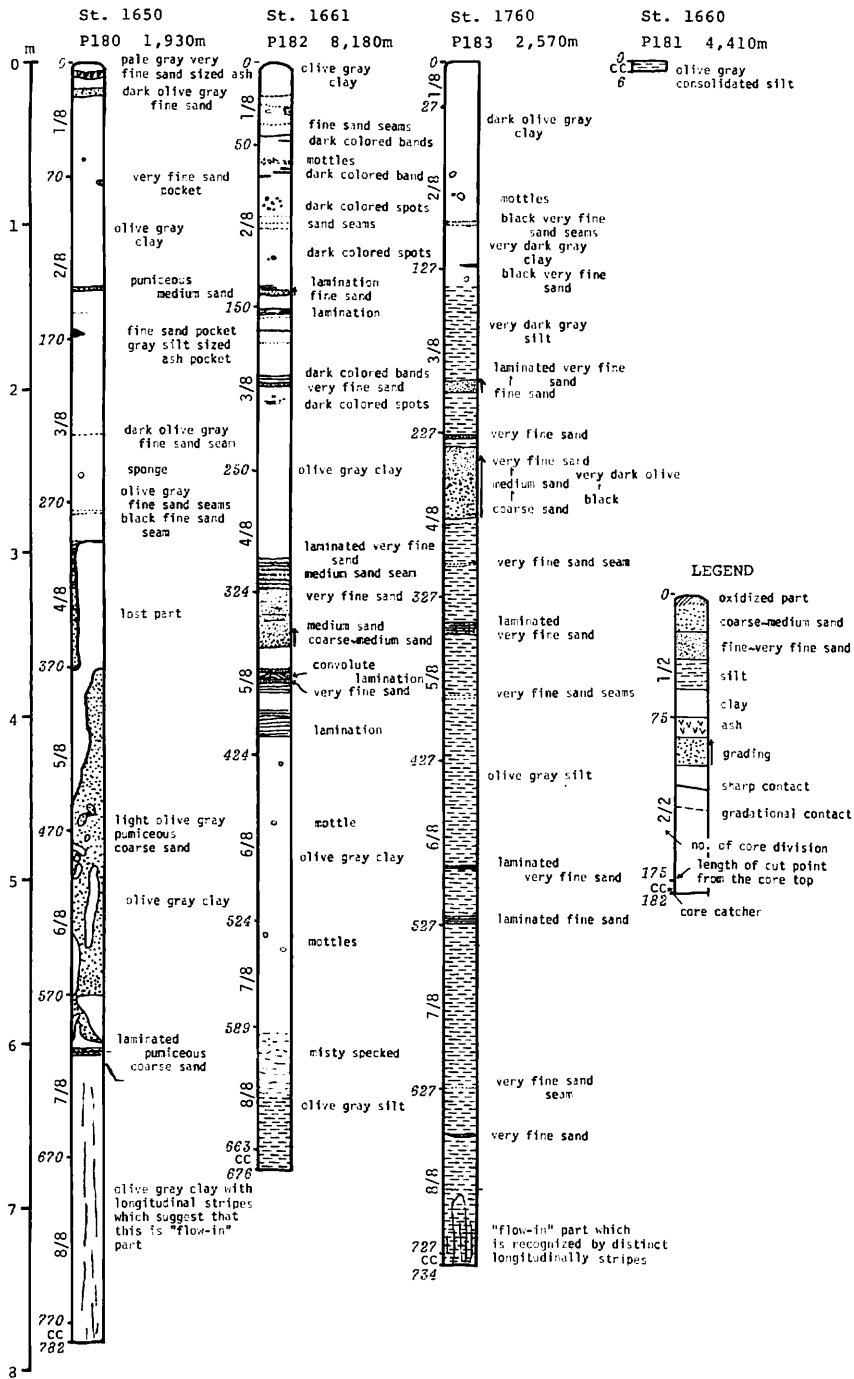 St. 1650
P180 1,930m
m
0
1
2
3
4
5
6
7
8
0
1/8
70
2/8
170
3/8
270
4/8
370
5/8
470
6/8
570
7/8
670
8/8
770
CC
782
pale gray very
fine sand sized ash
dark olive gray
fine sand
very fine sand
pocket
olive gray
clay
pumiceous
medium sand
fine sand pocket
gray silt sized
ash pocket
dark olive gray
fine sand seam
sponge
olive gray
fine sand seams
black fine sand
seam
lost part
light olive gray
pumiceous
coarse sand
olive gray clay
laminated
pumiceous
coarse sand
olive gray clay with
longitudinal stripes
which suggest that
this is "flow-in"
part
St. 1661
P182 8,180m
0
1/8
50
2/8
150
3/8
250
4/8
324
5/8
424
6/8
524
7/8
589
8/8
663
CC
676
olive gray
clay
fine sand seams
dark colored bands
mottles
dark colored band
dark colored spots
sand seams
dark colored spots
lamination
fine sand
lamination
dark colored bands
very fine sand
dark colored spots
olive gray clay
laminated very fine
sand
medium sand seam
very fine sand
medium sand
coarse~medium sand
convolute
lamination
very fine sand
lamination
mottle
olive gray clay
mottles
misty specked
olive gray silt
St. 1760
P183 2,570m
0
1/8
27
2/8
127
3/8
227
4/8
327
5/8
427
6/8
527
7/8
627
8/8
727
CC
734
dark olive gray
clay
mottles
black very fine
sand seams
very dark gray
clay
black very fine
sand
very dark gray
silt
laminated very fine
sand
fine sand
very fine sand
very fine sand
medium sand
coarse sand
very dark olive
black
very fine sand seam
laminated
very fine sand
very fine sand seams
olive gray silt
laminated
very fine sand
laminated fine sand
very fine sand
seam
very fine sand
"flow-in" part which
is recognized by distinct
longitudinally stripes
St. 1660
P181 4,410m
0
CC
6
olive gray
consolidated silt
LEGEND
0
1/2
75
2/2
175
CC
182
oxidized part
coarse~medium sand
fine~very fine sand
silt
clay
ash
grading
sharp contact
gradational contact
no. of core division
length of cut point
from the core top
core catcher